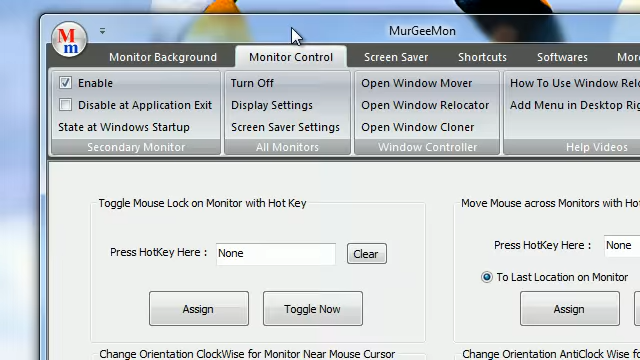 M
m
MurGeeMon
Monitor Background Monitor Control Screen Saver Shortcuts Softwares
Enable Turn Off Open Window Mover How To Use Window
Disable at Application Exit Display Settings Open Window Relocator Add Menu in Desktop
State at Windows Startup Screen Saver Settings Open Window Cloner
Secondary Monitor All Monitors Window Controller Help Videos
Toggle Mouse Lock on Monitor with Hot Key Move Mouse across Monitors with
Press HotKey Here : None Clear Press HotKey Here : None
To Last Location on Monitor
Assign Toggle Now Assign
Change Orientation ClockWise for Monitor Near Mouse Cursor Change Orientation AntiClock Wise for